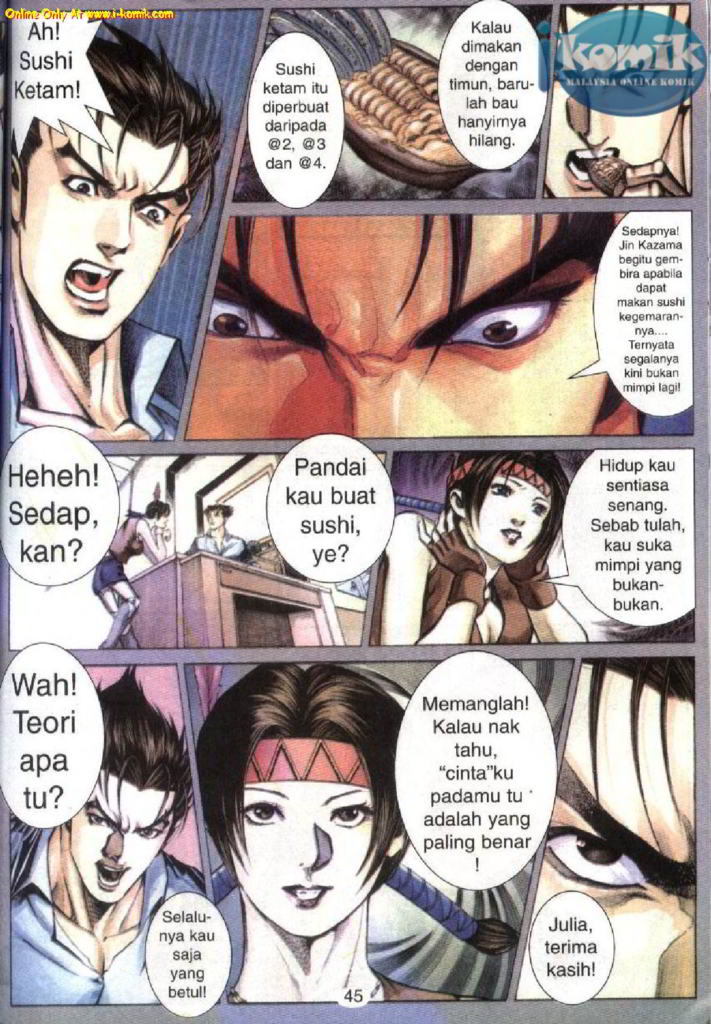 Online Only At www.i-komik.com
Ah!
Sushi
Ketam!
Sushi
ketam itu
diperbuat
daripada
@2, @3
dan @4.
Kalau
dimakan
dengan
timun, baru-
lah bau
hanyirnya
hilang.
ikomik
MALAYSIA ONLINE KOMIK
Sedapnya!
Jin Kazama
begitu gem-
bira apabila
dapat
makan sushi
kegemaran-
nya....
Ternyata
segalanya
kini bukan
mimpi lagi!
Heheh!
Sedap,
kan?
Pandai
kau buat
sushi,
ye?
Hidup kau
sentiasa
senang.
Sebab tulah,
kau suka
mimpi yang
bukan-
bukan.
Wah!
Teori
apa
tu?
Selalu-
nya kau
saja
yang
betul!
Memanglah!
Kalau nak
tahu,
"cinta"ku
padamu tu
adalah yang
paling benar
!
Julia,
terima
kasih!
45